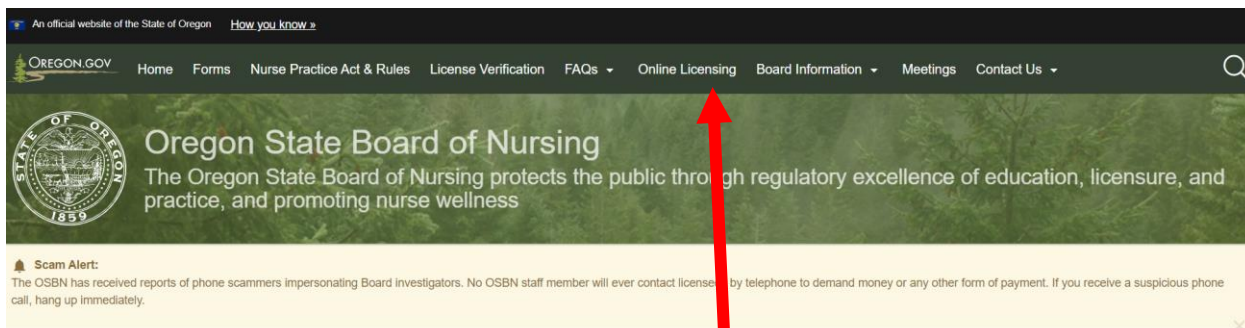 An official website of the State of Oregon How you know »
OREGON.GOV Home Forms Nurse Practice Act & Rules License Verification FAQs Online Licensing Board Information Meetings Contact Us
STATE OF OREGON
1859
Oregon State Board of Nursing
The Oregon State Board of Nursing protects the public through regulatory excellence of education, licensure, and
practice, and promoting nurse wellness
Scam Alert:
The OSBN has received reports of phone scammers impersonating Board investigators. No OSBN staff member will ever contact by telephone to demand money or any other form of payment. If you receive a suspicious phone
call, hang up immediately.